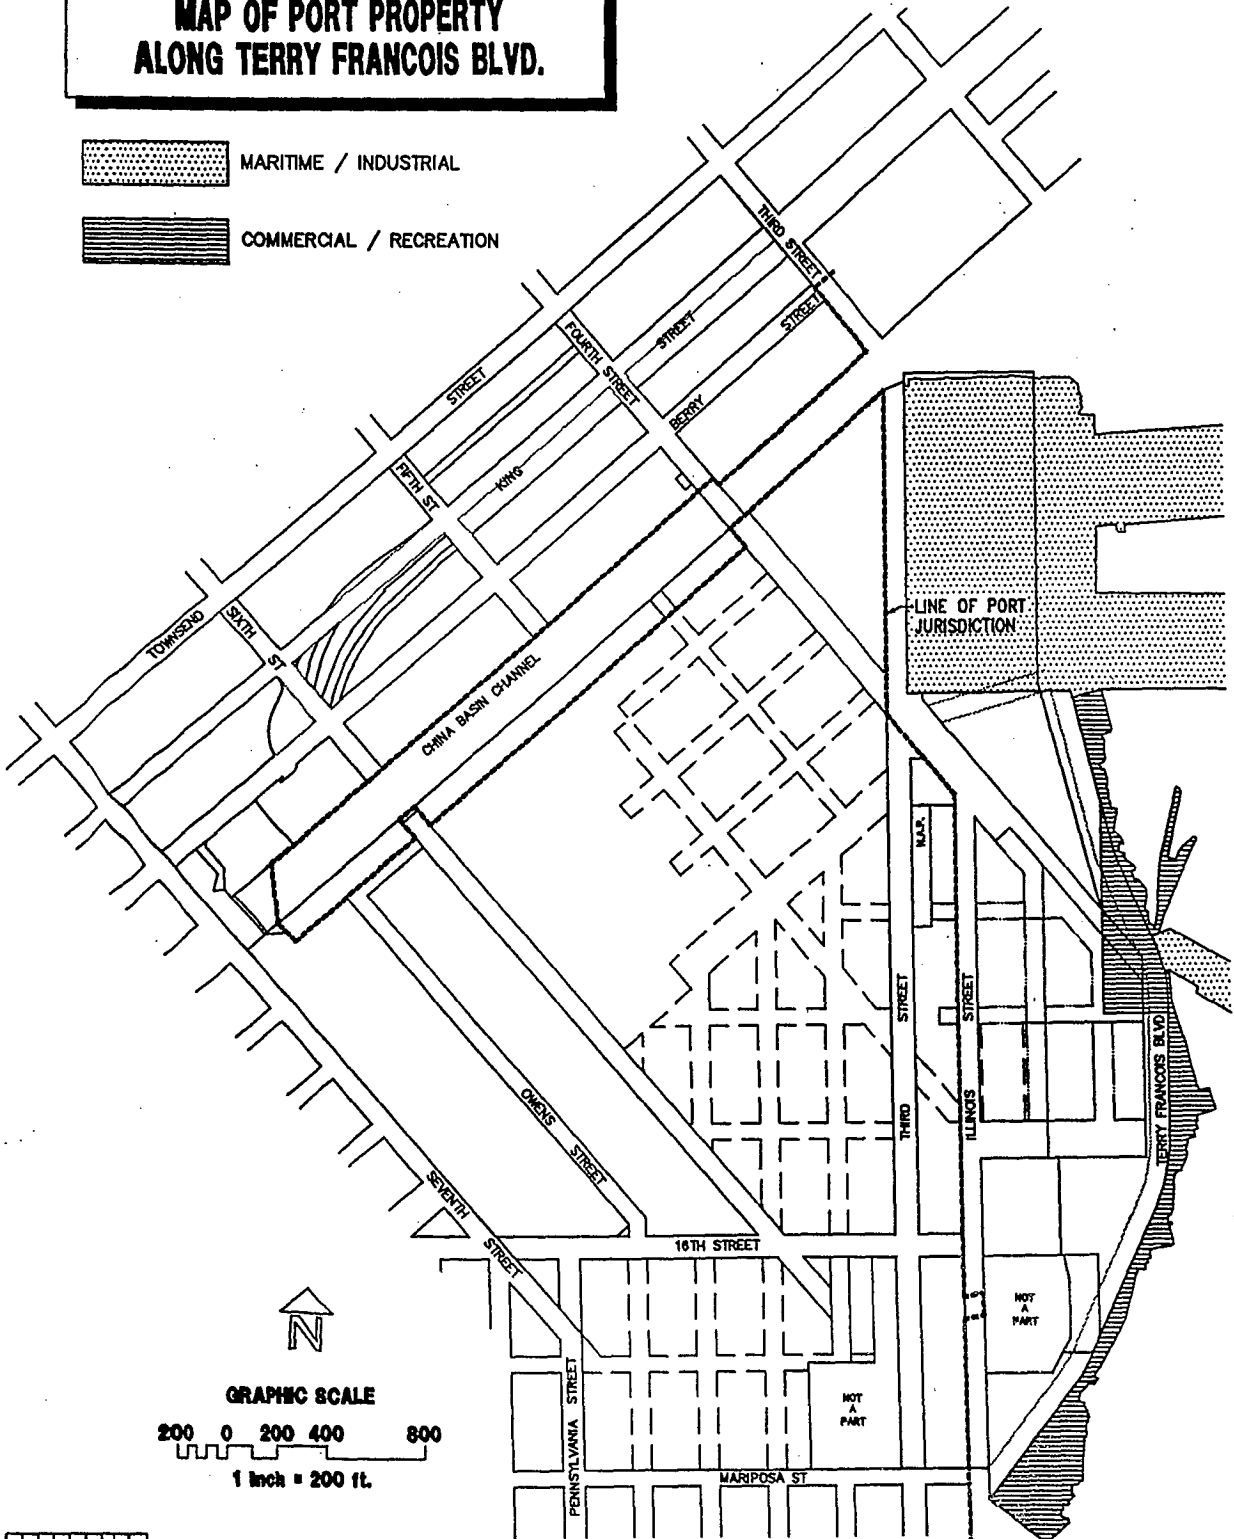 MAP OF PORT PROPERTY
ALONG TERRY FRANCOIS BLVD.
MARITIME / INDUSTRIAL
COMMERCIAL / RECREATION
THIRD STREET
STREET
FOURTH STREET
STREET
STREET
BERRY
FIFTH ST
KING
LINE OF PORT
JURISDICTION
TOWNSEND
SIXTH
ST
CHINA BASIN CHANNEL
N.A.P.
STREET
STREET
TERRY FRANCOIS BLVD
OWENS
STREET
THIRD
ILLINOIS
SEVENTH
STREET
16TH STREET
NOT
A
PART
N
GRAPHIC SCALE
200 0 200 400 800
1 inch = 200 ft.
PENNSYLVANIA STREET
NOT
A
PART
MARIPOSA ST